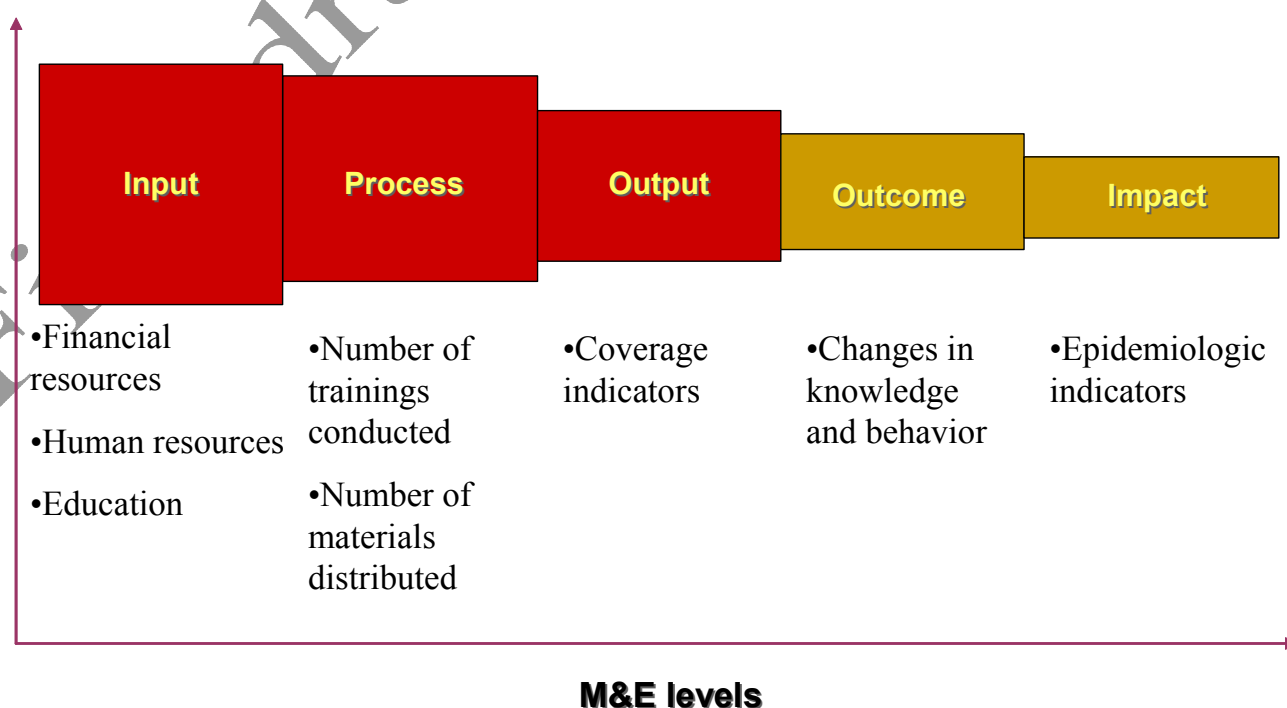 Input
Process
Output
Outcome
Impact
•Financial
resources
•Human resources
•Education
•Number of
trainings
conducted
•Number of
materials
distributed
•Coverage
indicators
•Changes in
knowledge
and behavior
•Epidemiologic
indicators
M&E levels